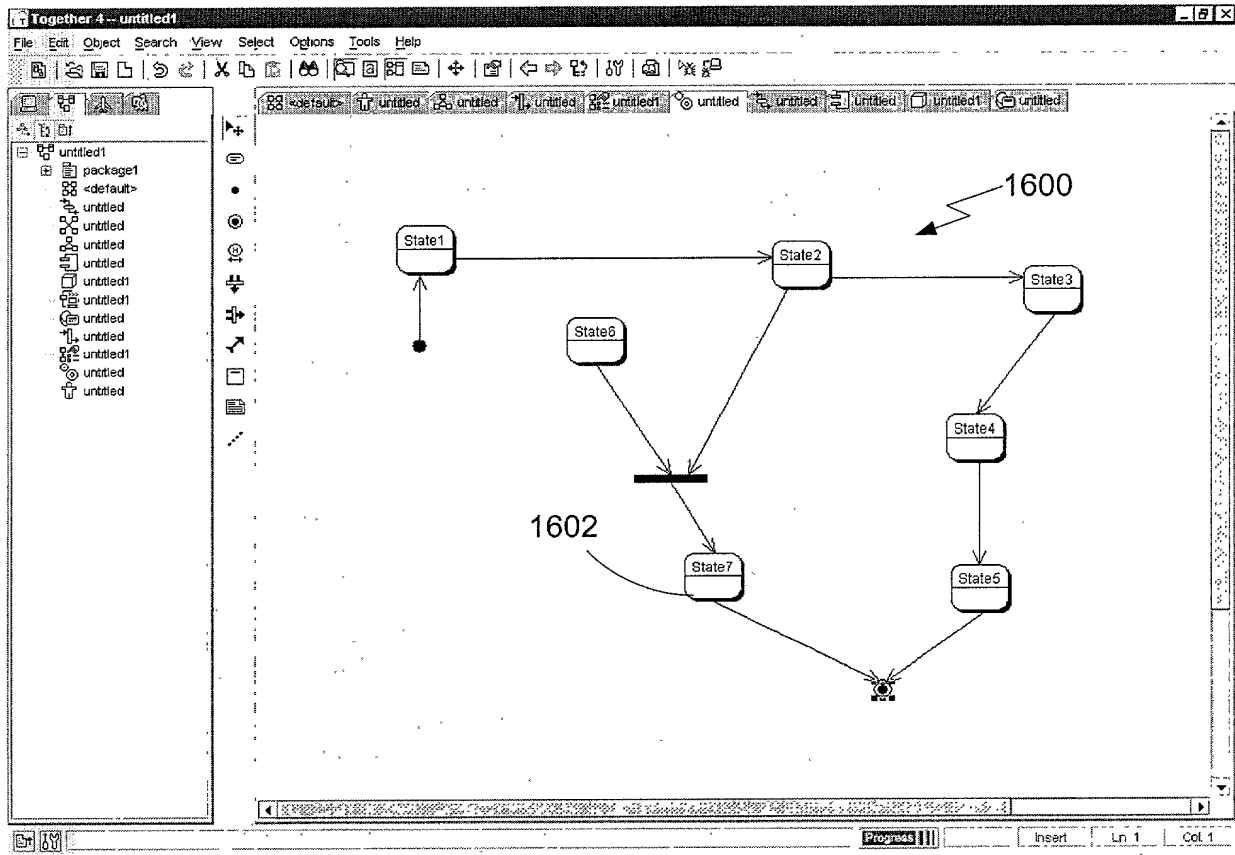 Together 4 -- untitled1
File Edit Object Search View Select Options Tools Help
<default> untitled untitled untitled untitled1 untitled untitled untitled untitled1 untitled
untitled1
package1
<default>
untitled
untitled
untitled
untitled
untitled1
untitled1
untitled
untitled
untitled1
untitled
untitled
1600
State1
State2
State3
State6
State4
1602
State7
State5
Progress
Insert
Ln 1
Col. 1